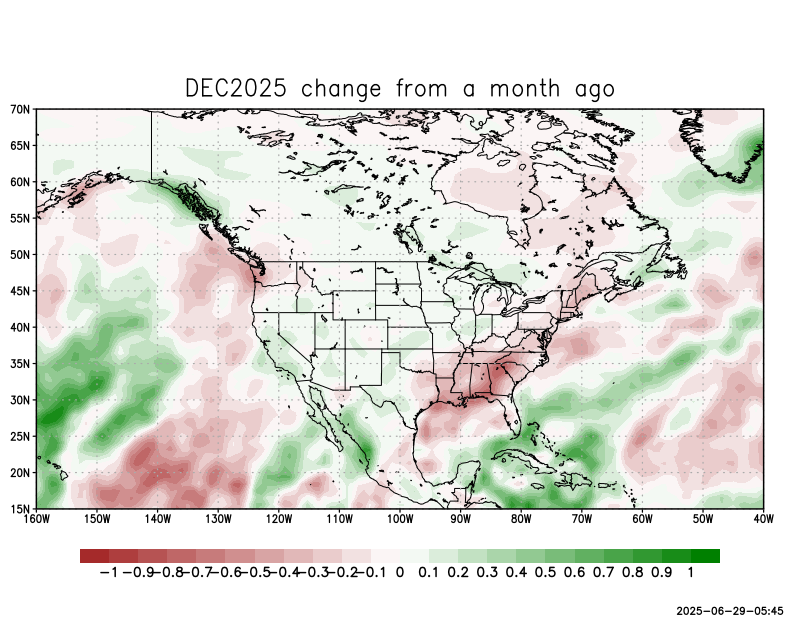 DEC2025 change from a month ago
70N
65N
60N
55N
50N
45N
40N
35N
30N
25N
20N
15N
160W 150W 140W 130W 120W 110W 100W 90W 80W 70W 60W 50W 40W
-1 -0.9 -0.8 -0.7 -0.6 -0.5 -0.4 -0.3 -0.2 -0.1 0 0.1 0.2 0.3 0.4 0.5 0.6 0.7 0.8 0.9 1
2025-06-29-05:45